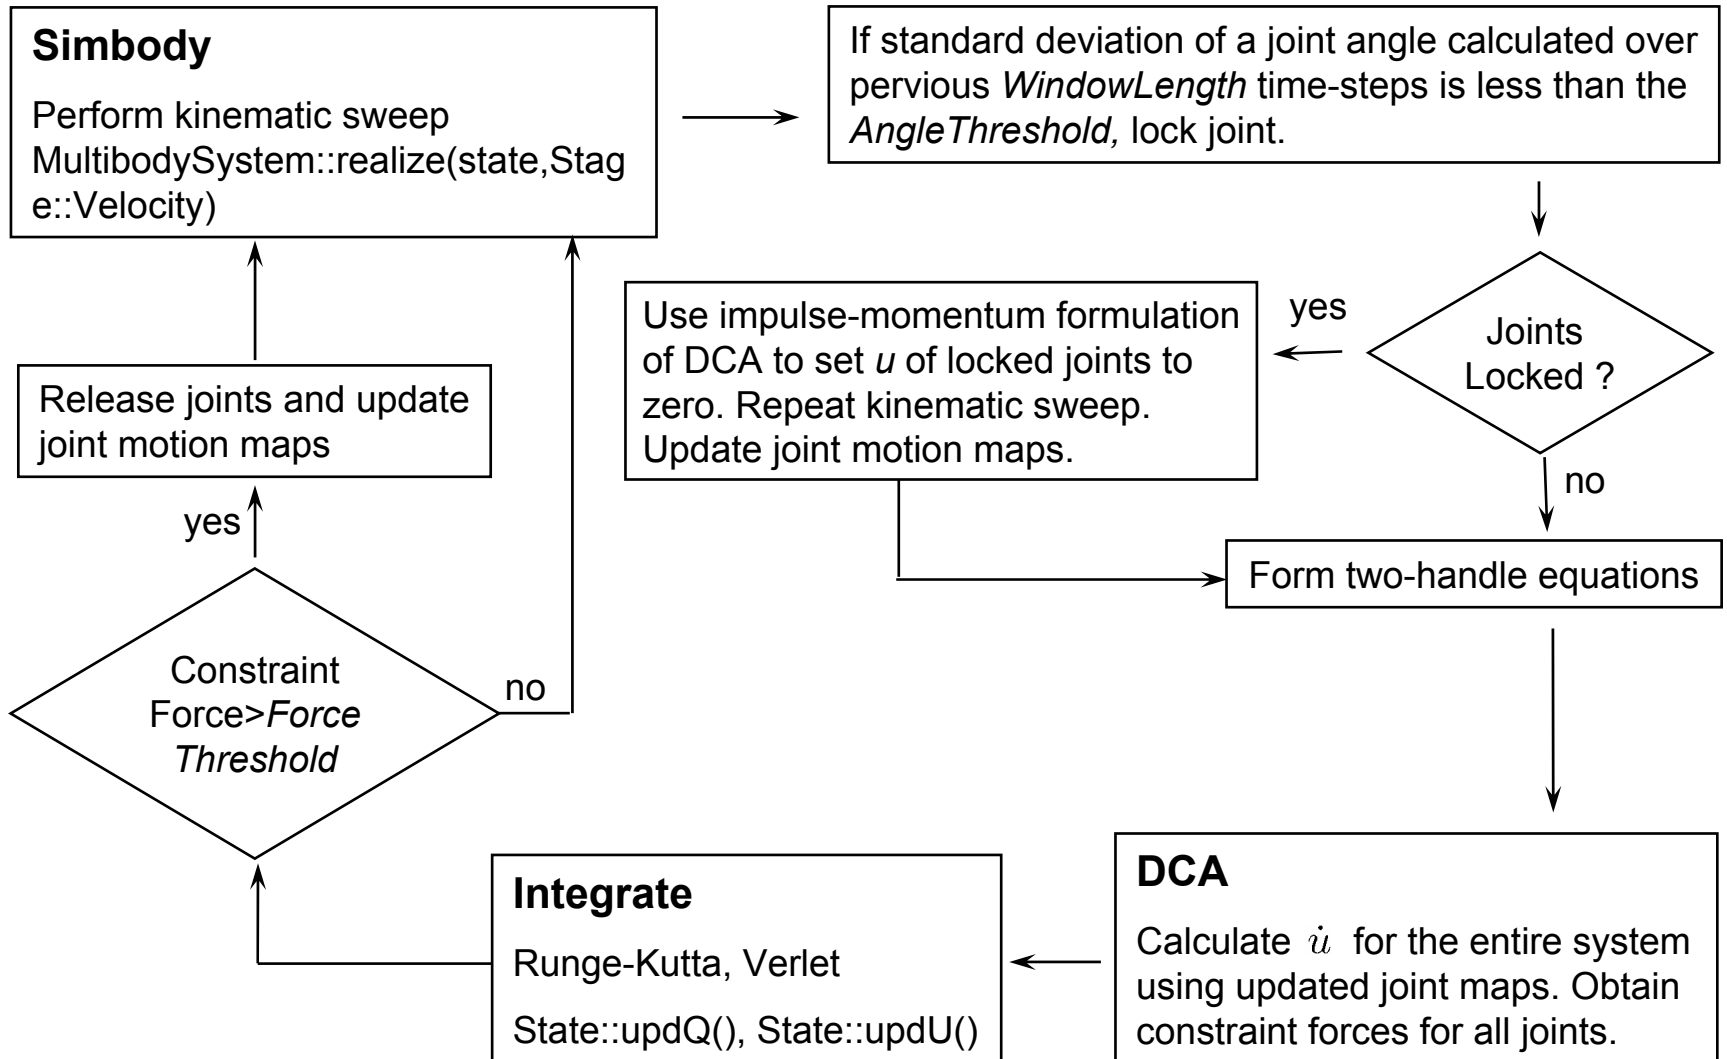 Simbody
Perform kinematic sweep
MultibodySystem::realize(state,Stag
e::Velocity)
If standard deviation of a joint angle calculated over
pervious WindowLength time-steps is less than the
AngleThreshold, lock joint.
Joints
Locked ?
yes
no
Use impulse-momentum formulation
of DCA to set u of locked joints to
zero. Repeat kinematic sweep.
Update joint motion maps.
Form two-handle equations
DCA
Calculate u̇ for the entire system
using updated joint maps. Obtain
constraint forces for all joints.
Integrate
Runge-Kutta, Verlet
State::updQ(), State::updU()
Constraint
Force>Force
Threshold
yes
no
Release joints and update
joint motion maps